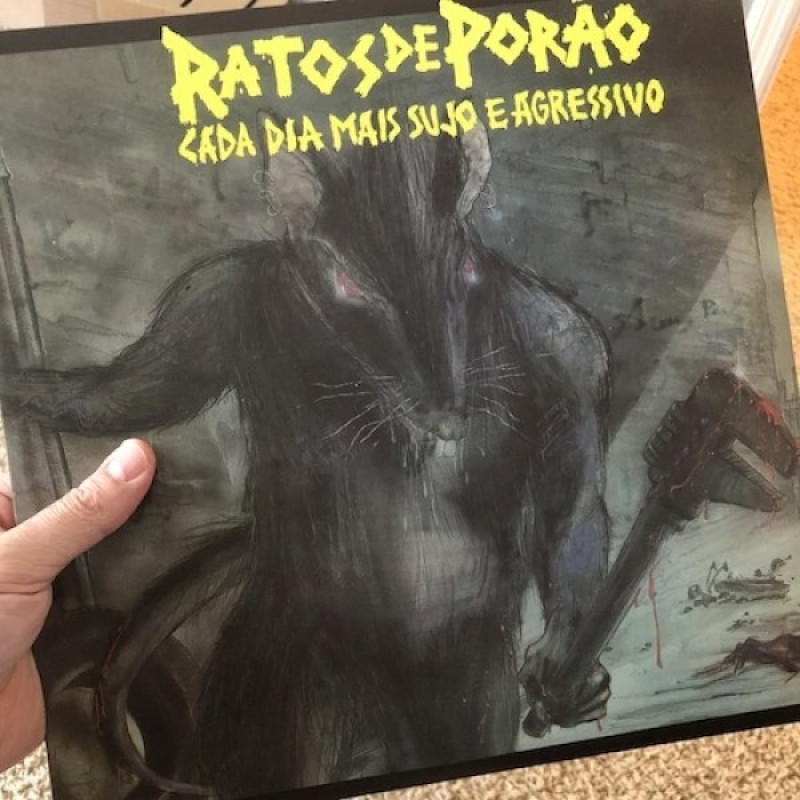 RATOS DE PORÃO
CADA DIA MAIS SUJO E AGRESSIVO